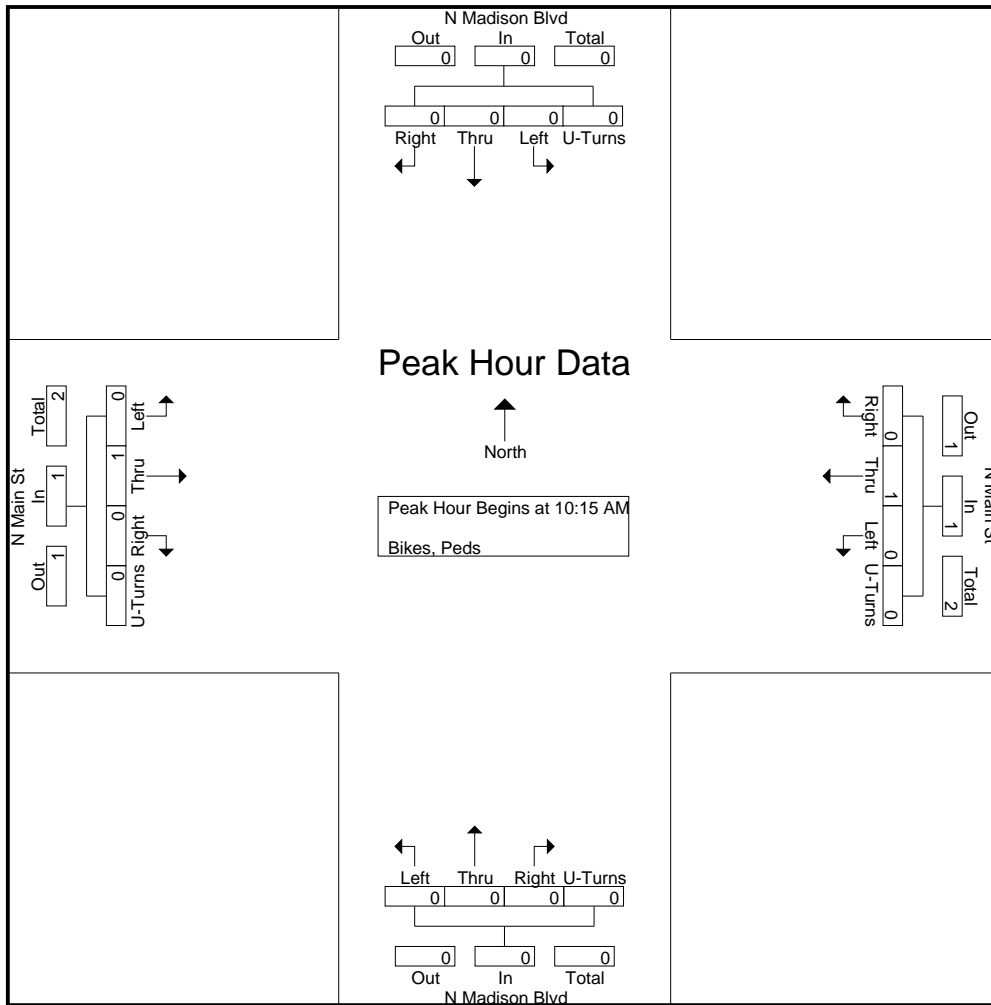 N Madison Blvd
Out In Total
0 0 0
0 0 0 0
Right Thru Left U-Turns
Peak Hour Data
North
Peak Hour Begins at 10:15 AM
Bikes, Peds
N Main St
Total In Out
2 1 1
0 1 0 0
Left Thru Right U-Turns
Right Thru Left U-Turns
0 1 0 0
Out In Total
1 1 2
N Main St
Left Thru Right U-Turns
0 0 0 0
0 0 0
Out In Total
N Madison Blvd